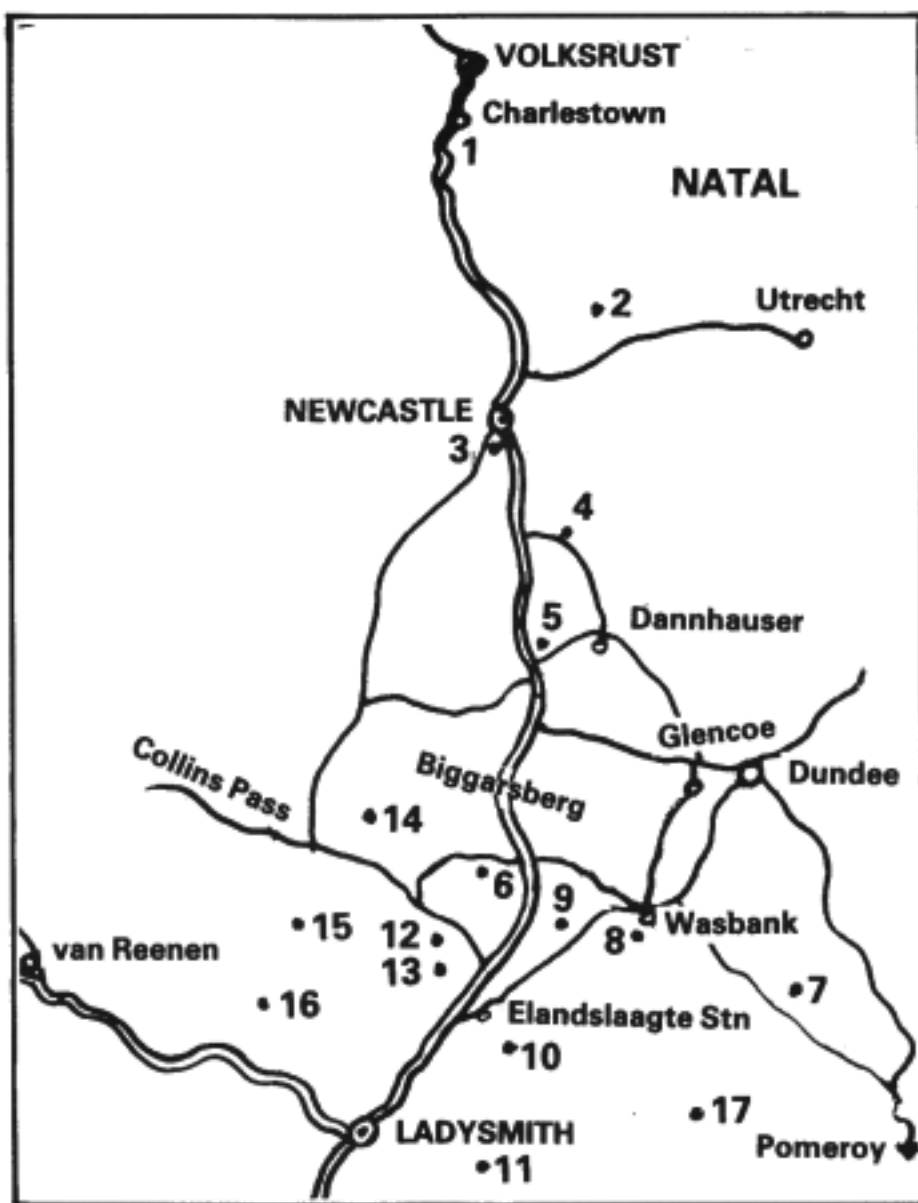 VOLKSRUST
Charlestown
1
NATAL
2
Utrecht
NEWCASTLE
3
4
5
Dannhauser
Glencoe
Collins Pass
Biggarsberg
Dundee
14
6
9
15
12
Wasbank
van Reenen
8
13
7
16
Elandslaagte Stn
10
17
LADYSMITH
Pomeroy
11